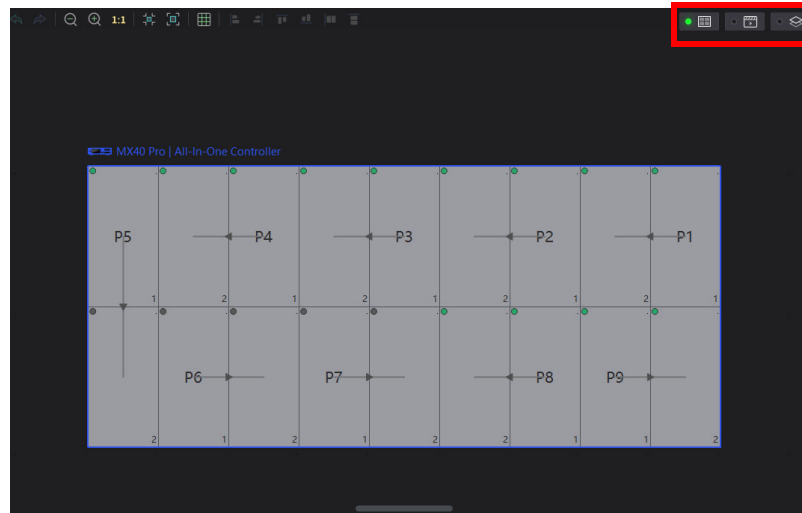 1:1
MX40 Pro | All-In-One Controller
P5 P4 P3 P2 P1
1 2 1 2 1 2 1 2 1
P6 P7 P8 P9
2 1 2 1 2 2 1 1 2